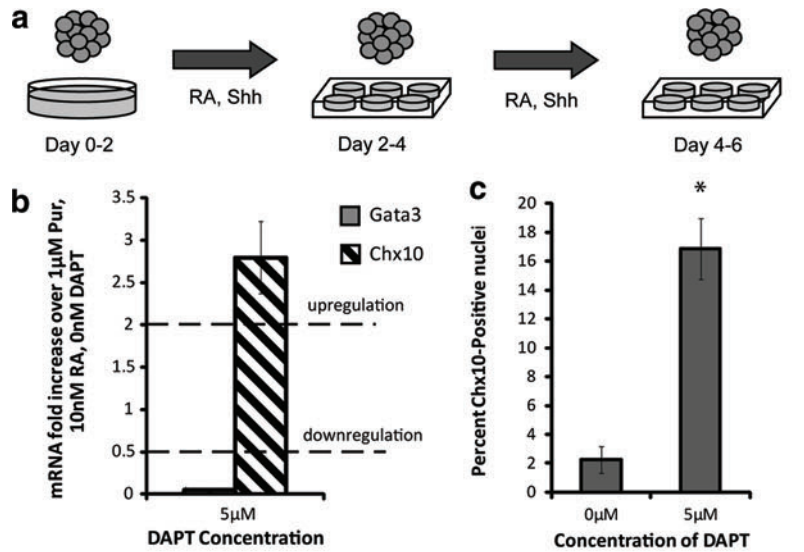 a
RA, Shh
RA, Shh
Day 0-2
Day 2-4
Day 4-6
b
mRNA fold increase over 1µM Pur,
10nM RA, 0nM DAPT
3.5
3
2.5
2
1.5
1
0.5
0
Gata3
Chx10
upregulation
downregulation
5µM
DAPT Concentration
c
Percent Chx10-Positive nuclei
20
18
16
14
12
10
8
6
4
2
0
*
0µM
5µM
Concentration of DAPT